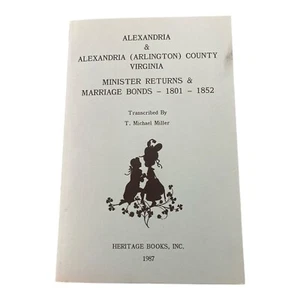 ALEXANDRIA
&
ALEXANDRIA (ARLINGTON) COUNTY
VIRGINIA
MINISTER RETURNS &
MARRIAGE BONDS - 1801 - 1852
Transcribed By
T. Michael Miller
HERITAGE BOOKS, INC.
1987